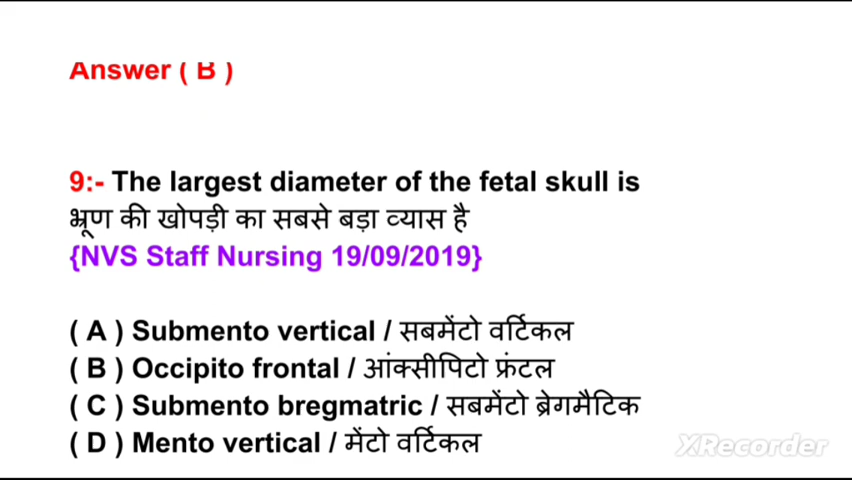 Answer ( B )
9:- The largest diameter of the fetal skull is
भ्रूण की खोपड़ी का सबसे बड़ा व्यास है
{NVS Staff Nursing 19/09/2019}
( A ) Submento vertical / सबमेंटो वर्टिकल
( B ) Occipito frontal / आंक्सीपिटो फ्रंटल
( C ) Submento bregmatric / सबमेंटो ब्रेगमैटिक
( D ) Mento vertical / मेंटो वर्टिकल
XRecorder